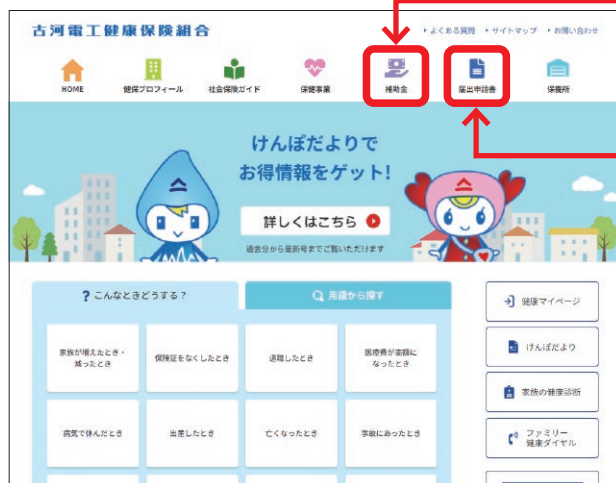 古河電工健康保険組合
よくある質問 サイトマップ お問い合わせ
HOME 健保プロフィール 社会保険ガイド 保健事業 補助金 届出申請書 保養所
けんぽだよりで
お得情報をゲット!
詳しくはこちら
過去分から最新号までご覧いただけます
? こんなときどうする?
用語から探す
家族が増えたとき・
減ったとき
保険証をなくしたとき
退職したとき
医療費が高額に
なったとき
病気で休んだとき
出産したとき
亡くなったとき
事故にあったとき
健康マイページ
けんぽだより
家族の健康診断
ファミリー
健康ダイヤル